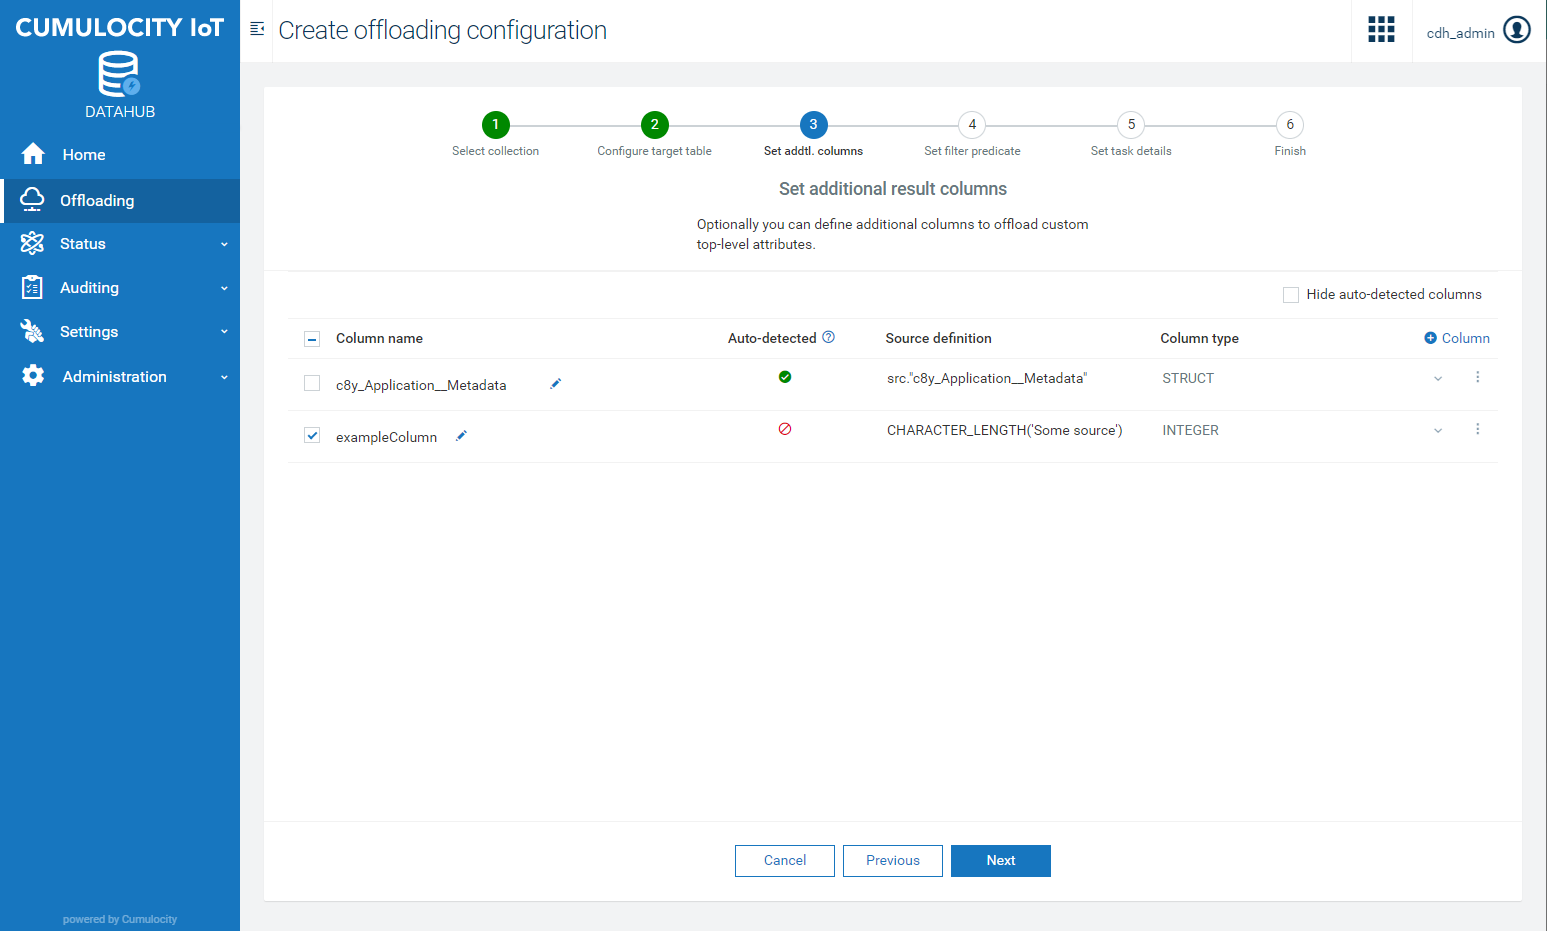 CUMULOCITY IoT
DATAHUB
Home
Offloading
Status
Auditing
Settings
Administration
powered by Cumulocity
Create offloading configuration
cdh_admin
1
2
3
4
5
6
Select collection
Configure target table
Set addtl. columns
Set filter predicate
Set task details
Finish
Set additional result columns
Optionally you can define additional columns to offload custom
top-level attributes.
Hide auto-detected columns
Column name Auto-detected Source definition Column type Column
c8y_Application__Metadata src."c8y_Application__Metadata" STRUCT
exampleColumn CHARACTER_LENGTH('Some source') INTEGER
Cancel Previous Next